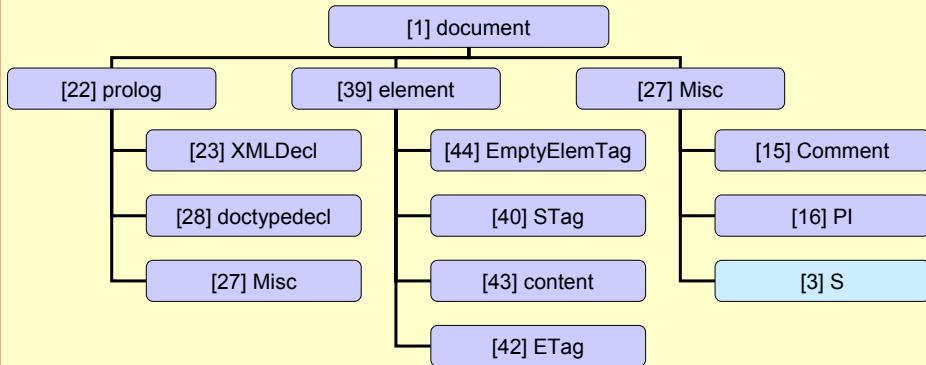 [1] document
[22] prolog
[39] element
[27] Misc
[23] XMLDecl
[44] EmptyElemTag
[15] Comment
[28] doctypedecl
[40] STag
[16] PI
[27] Misc
[43] content
[3] S
[42] ETag